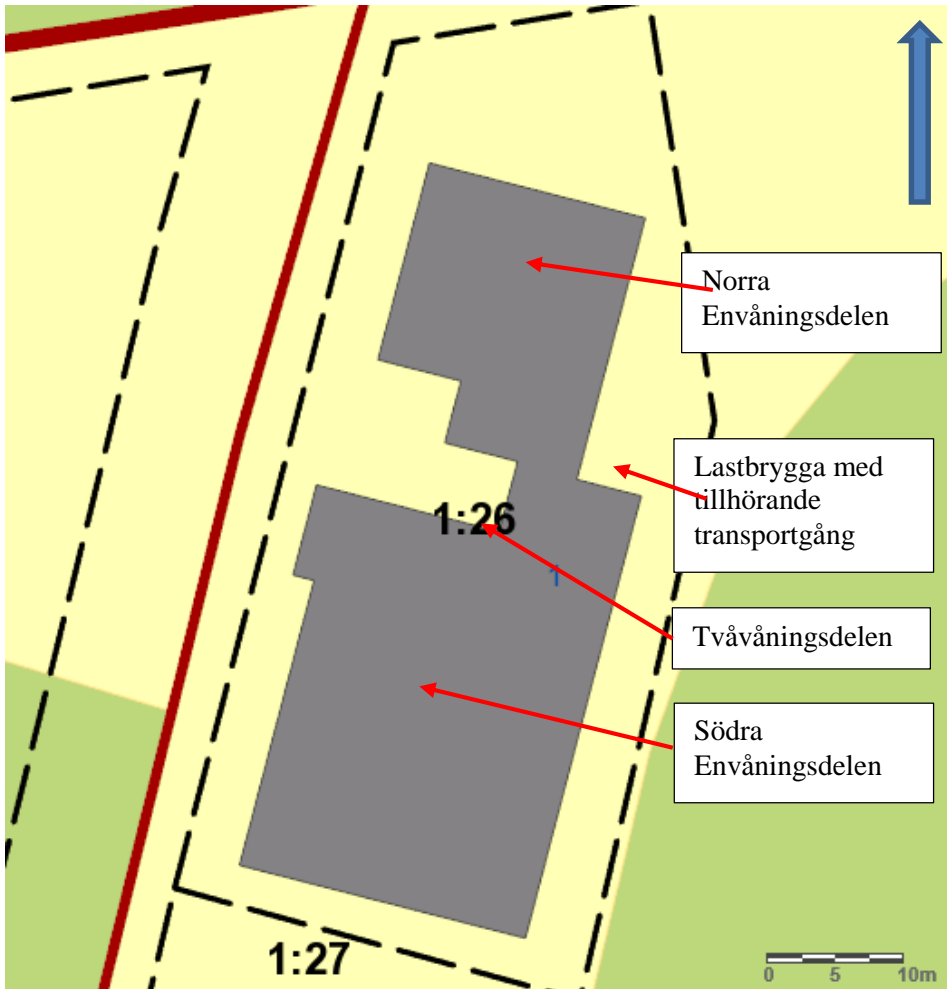 Norra
Envåningsdelen
Lastbrygga med
tillhörande
transportgång
1:26
1
Tvåvåningsdelen
Södra
Envåningsdelen
1:27
0 5 10m